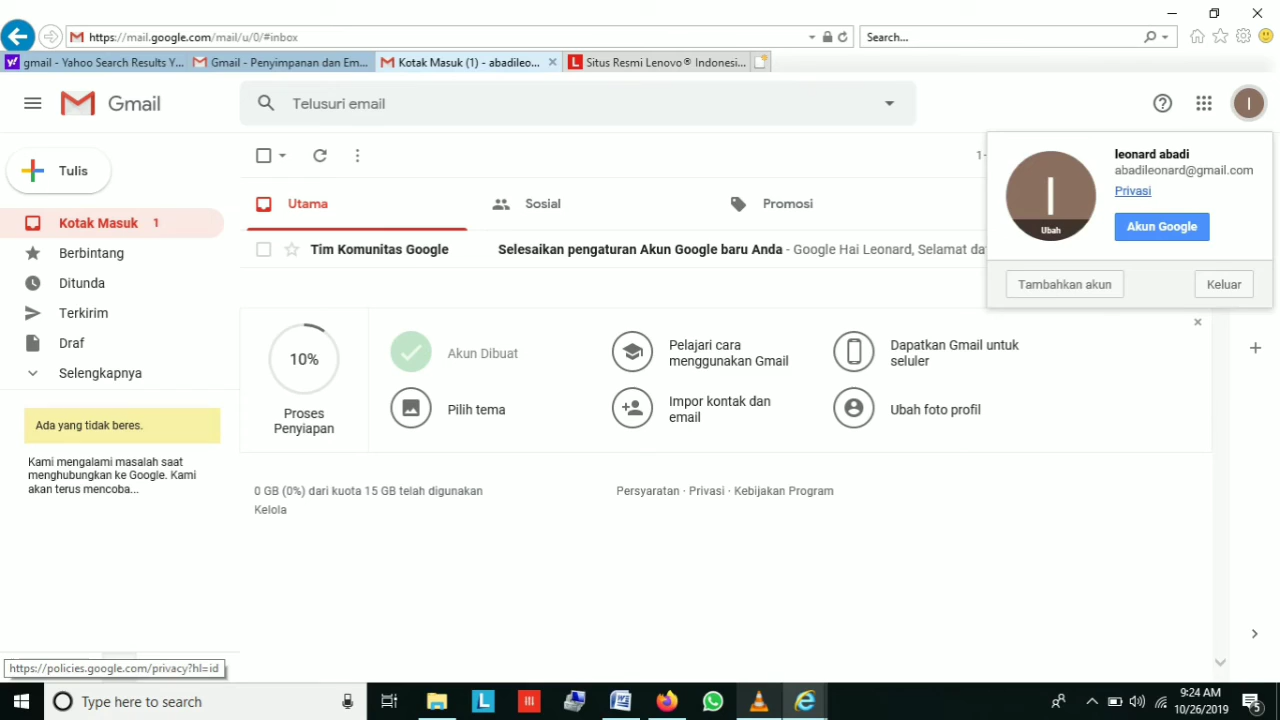 https://mail.google.com/mail/u/0/#inbox
Search...
gmail - Yahoo Search Results Y...
Gmail - Penyimpanan dan Em...
Kotak Masuk (1) - abadileo...
Situs Resmi Lenovo® Indonesi...
Gmail
Telusuri email
I
Tulis
1-
leonard abadi
abadileonard@gmail.com
Privasi
I
Ubah
Akun Google
Tambahkan akun
Keluar
Kotak Masuk 1
Berbintang
Ditunda
Terkirim
Draf
Selengkapnya
Utama
Sosial
Promosi
Tim Komunitas Google
Selesaikan pengaturan Akun Google baru Anda - Google Hai Leonard, Selamat da
10%
Proses
Penyiapan
Akun Dibuat
Pelajari cara
menggunakan Gmail
Dapatkan Gmail untuk
seluler
Pilih tema
Impor kontak dan
email
Ubah foto profil
Ada yang tidak beres.
Kami mengalami masalah saat
menghubungkan ke Google. Kami
akan terus mencoba...
0 GB (0%) dari kuota 15 GB telah digunakan
Kelola
Persyaratan · Privasi · Kebijakan Program
https://policies.google.com/privacy?hl=id
Type here to search
L
9:24 AM
10/26/2019
5